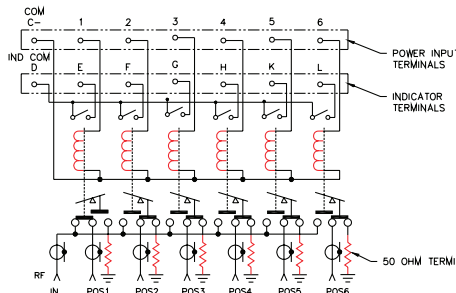 COM
C- 1 2 3 4 5 6
POWER INPUT
TERMINALS
IND COM
D E F G H K L
INDICATOR
TERMINALS
50 OHM TERMI
RF
IN POS1 POS2 POS3 POS4 POS5 POS6